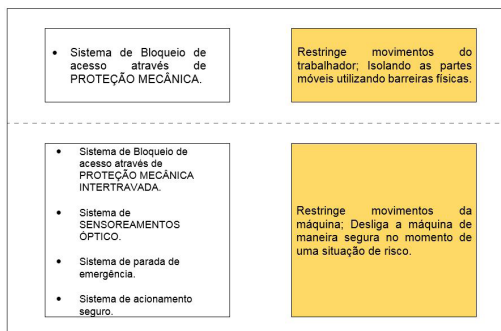 • Sistema de Bloqueio de
acesso através de
PROTEÇÃO MECÂNICA.
Restringe movimentos do
trabalhador; Isolando as partes
móveis utilizando barreiras físicas.
• Sistema de Bloqueio de
acesso através de
PROTEÇÃO MECÂNICA
INTERTRAVADA.
• Sistema de
SENSOREAMENTOS
ÓPTICO.
• Sistema de parada de
emergência.
• Sistema de acionamento
seguro.
Restringe movimentos da
máquina; Desliga a máquina de
maneira segura no momento de
uma situação de risco.